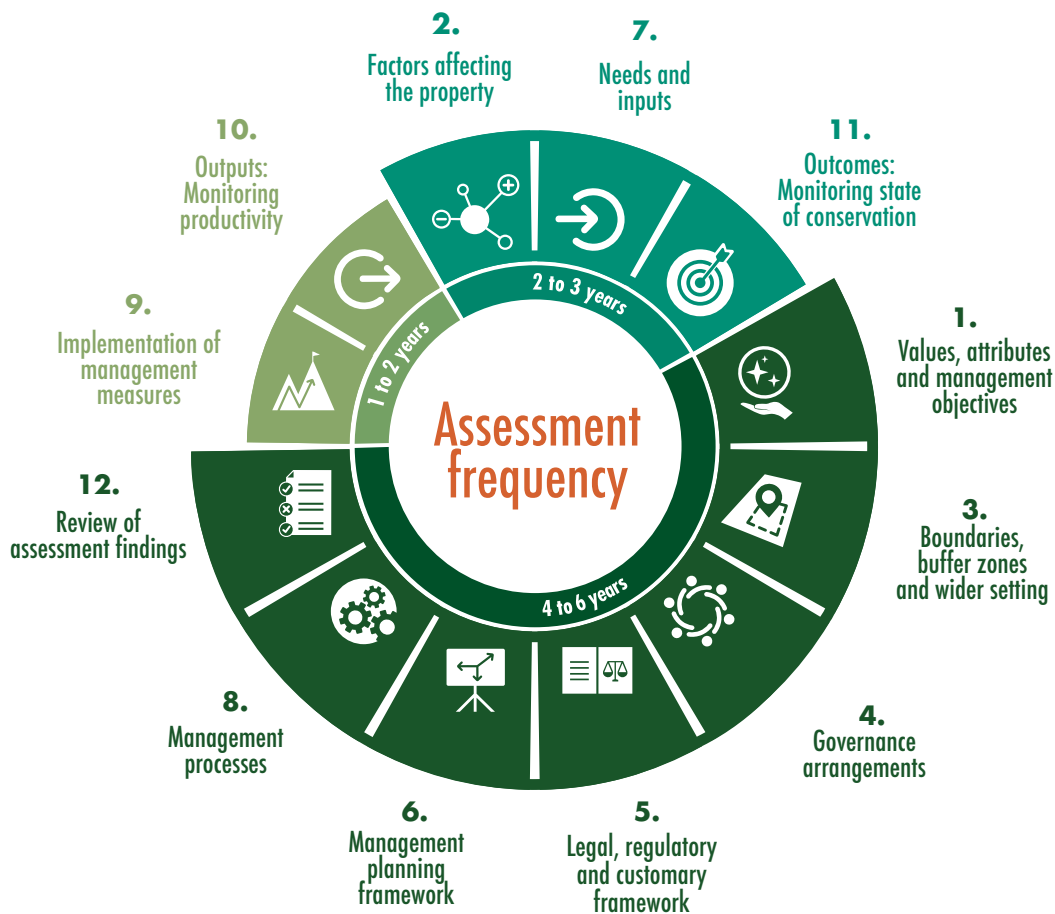 2.
Factors affecting
the property
7.
Needs and
inputs
10.
Outputs:
Monitoring
productivity
11.
Outcomes:
Monitoring state
of conservation
2 to 3 years
9.
Implementation of
management
measures
1 to 2 years
1.
Values, attributes
and management
objectives
Assessment
frequency
12.
Review of
assessment findings
3.
Boundaries,
buffer zones
and wider setting
4 to 6 years
8.
Management
processes
4.
Governance
arrangements
6.
Management
planning
framework
5.
Legal, regulatory
and customary
framework